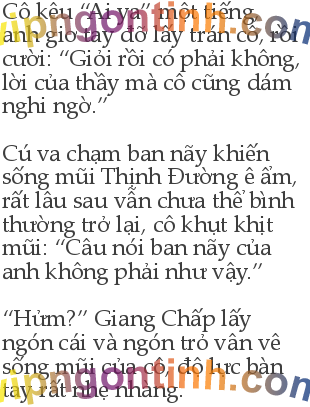 Cô kêu “Ai va” một tiếng,
anh giơ tay đỡ lấy trán cô, rồi
cười: “Giỏi rồi có phải không,
lời của thầy mà cô cũng dám
nghi ngờ.”
Cú va chạm ban nãy khiến
sống mũi Thịnh Đường ê ẩm,
rất lâu sau vẫn chưa thể bình
thường trở lại, cô khụt khịt
mũi: “Câu nói ban nãy của
anh không phải như vậy.”
“Hửm?” Giang Chấp lấy
ngón cái và ngón trỏ vân vê
sống mũi của cô, độ lực bàn
tay rất nhẹ nhàng.
vipngontinh.com
vipngontinh.com